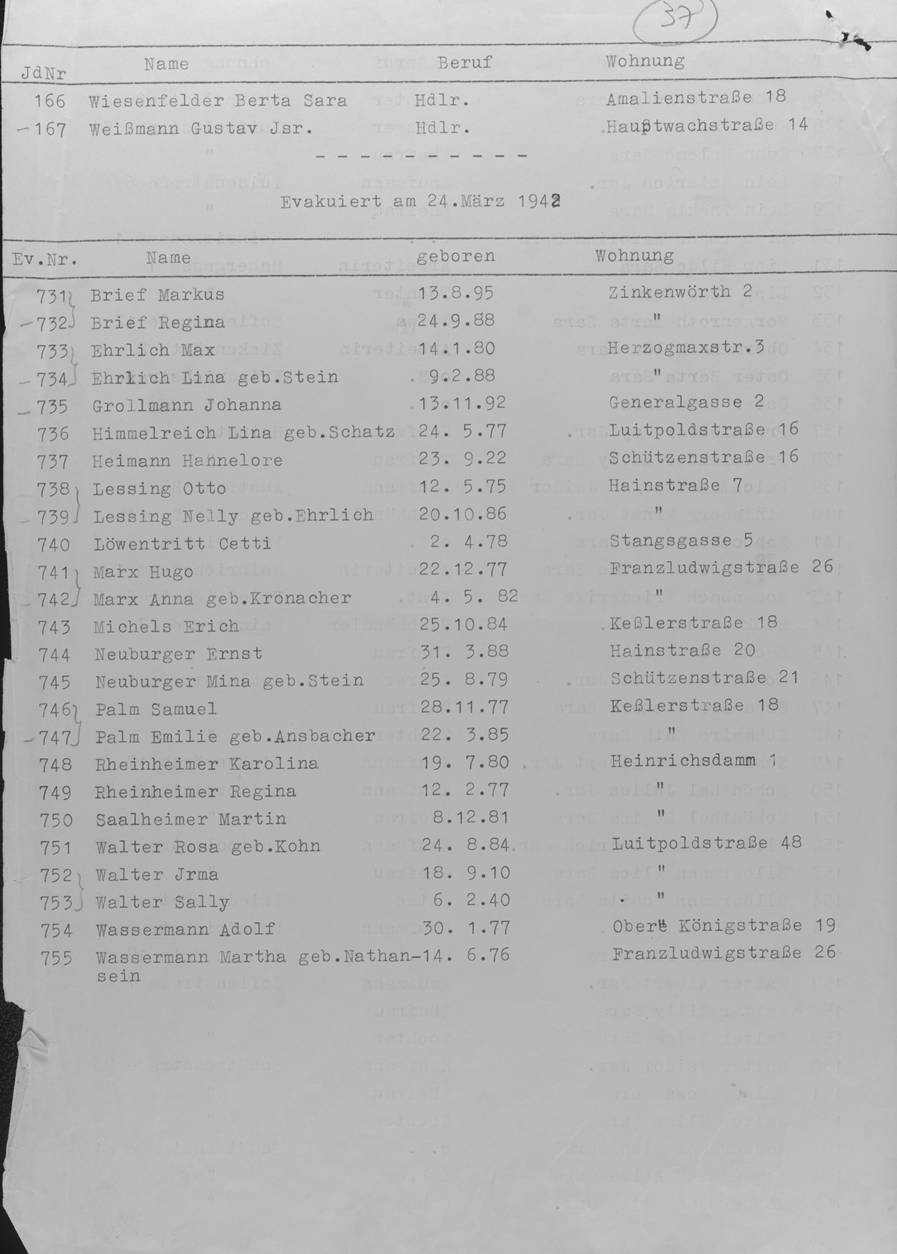 37
JdNr Name Beruf Wohnung
166 Wiesenfelder Berta Sara Hdlr. Amalienstraße 18
-167 Weißmann Gustav Jsr. Hdlr. Hauptwachstraße 14
- - - - - - - - - -
Evakuiert am 24.März 1942
Ev.Nr. Name geboren Wohnung
731 Brief Markus 13.8.95 Zinkenwörth 2
-732 Brief Regina 24.9.88 "
733 Ehrlich Max 14.1.80 Herzogmaxstr.3
-734 Ehrlich Lina geb.Stein 9.2.88 "
-735 Grollmann Johanna 13.11.92 Generalgasse 2
736 Himmelreich Lina geb.Schatz 24. 5.77 Luitpoldstraße 16
737 Heimann Hannelore 23. 9.22 Schützenstraße 16
738 Lessing Otto 12. 5.75 Hainstraße 7
739 Lessing Nelly geb.Ehrlich 20.10.86 "
740 Löwentritt Cetti 2. 4.78 Stangsgasse 5
741 Marx Hugo 22.12.77 Franzludwigstraße 26
742 Marx Anna geb.Kronacher 4. 5. 82 "
743 Michels Erich 25.10.84 Keßlerstraße 18
744 Neuburger Ernst 31. 3.88 Hainstraße 20
745 Neuburger Mina geb.Stein 25. 8.79 Schützenstraße 21
746 Palm Samuel 28.11.77 Keßlerstraße 18
-747 Palm Emilie geb.Ansbacher 22. 3.85 "
748 Rheinheimer Karolina 19. 7.80 Heinrichsdamm 1
749 Rheinheimer Regina 12. 2.77 "
750 Saalheimer Martin 8.12.81 "
751 Walter Rosa geb.Kohn 24. 8.84 Luitpoldstraße 48
752 Walter Jrma 18. 9.10 "
753 Walter Sally 6. 2.40 "
754 Wassermann Adolf 30. 1.77 Obere Königstraße 19
755 Wassermann Martha geb.Nathan-14. 6.76 Franzludwigstraße 26
sein